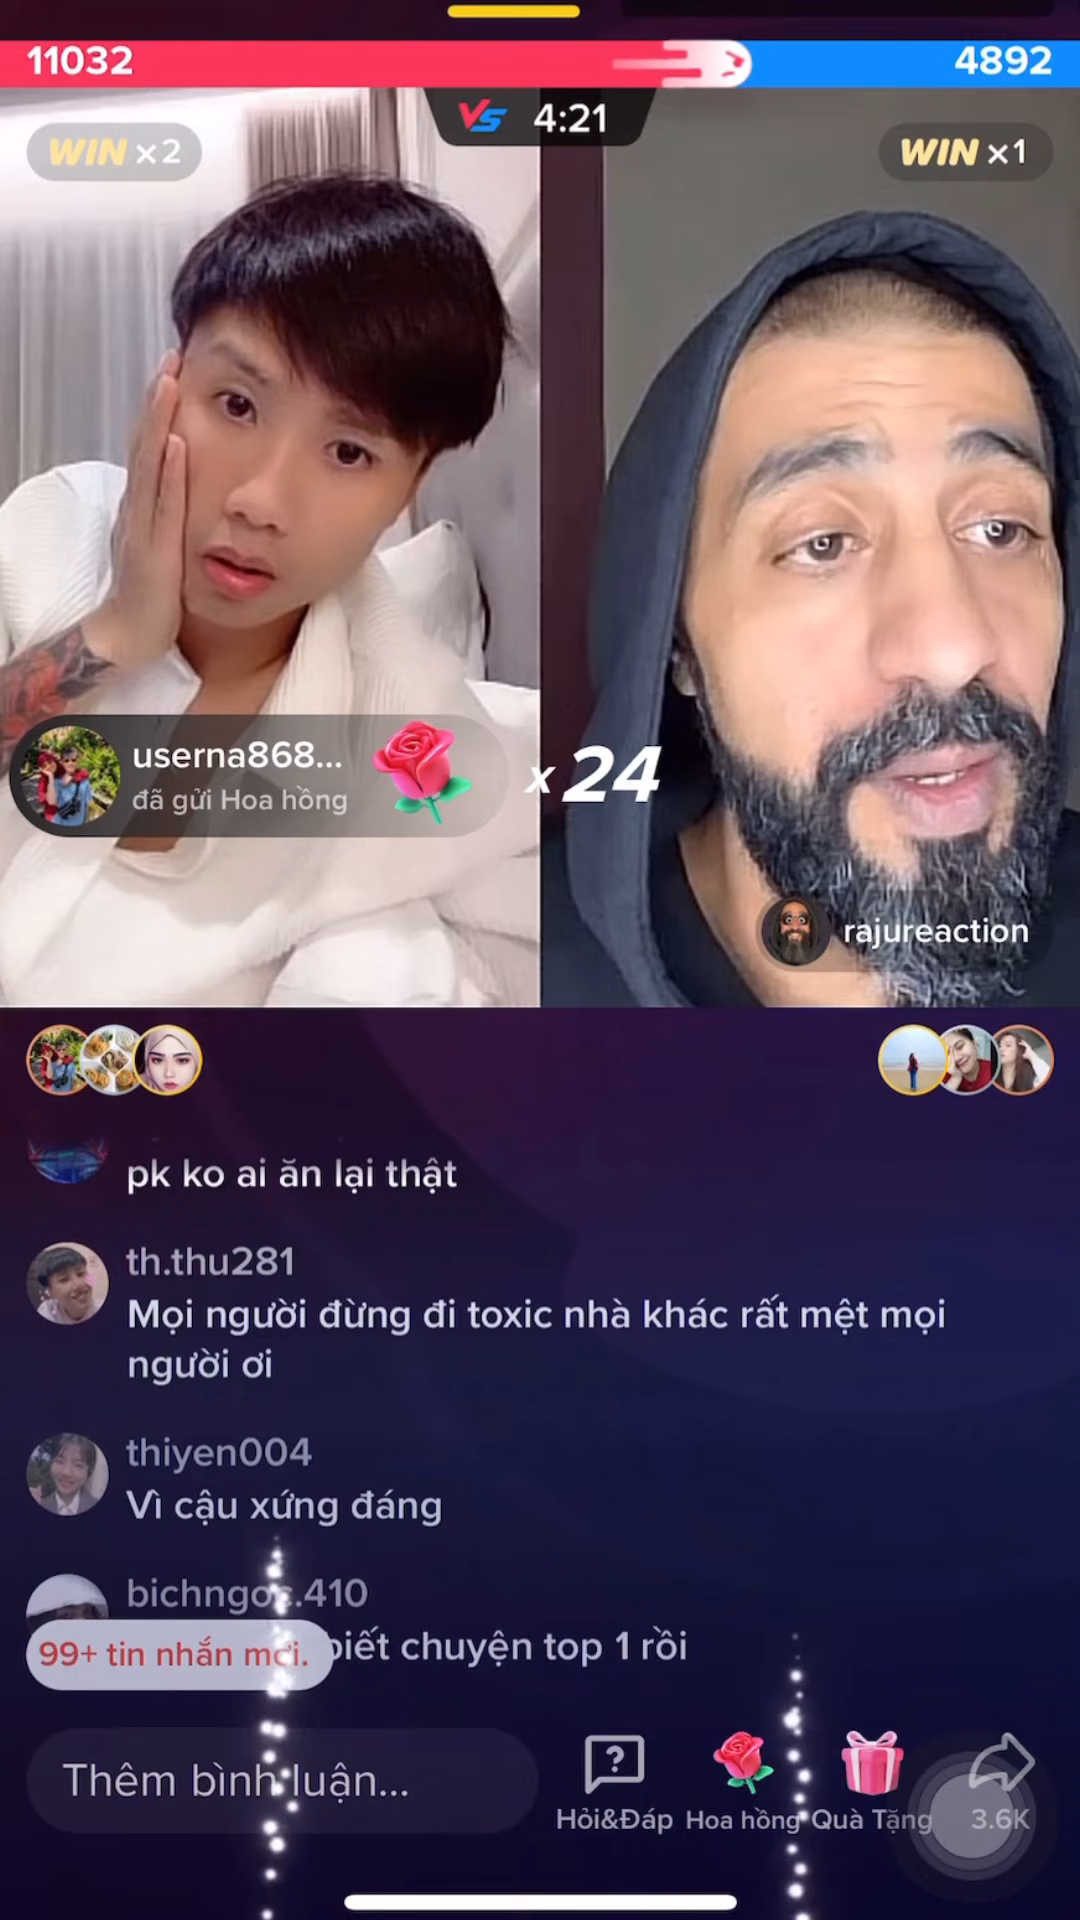 11032
4892
VS 4:21
WIN x2
WIN x1
userna868...
đã gửi Hoa hồng
x 24
rajureaction
pk ko ai ăn lại thật
th.thu281
Mọi người đừng đi toxic nhà khác rất mệt mọi
người ơi
thiyen004
Vì cậu xứng đáng
bichngoc.410
biết chuyện top 1 rồi
99+ tin nhắn mới.
Thêm bình luận...
?
Hỏi&Đáp
Hoa hồng
Quà Tặng
3.6K